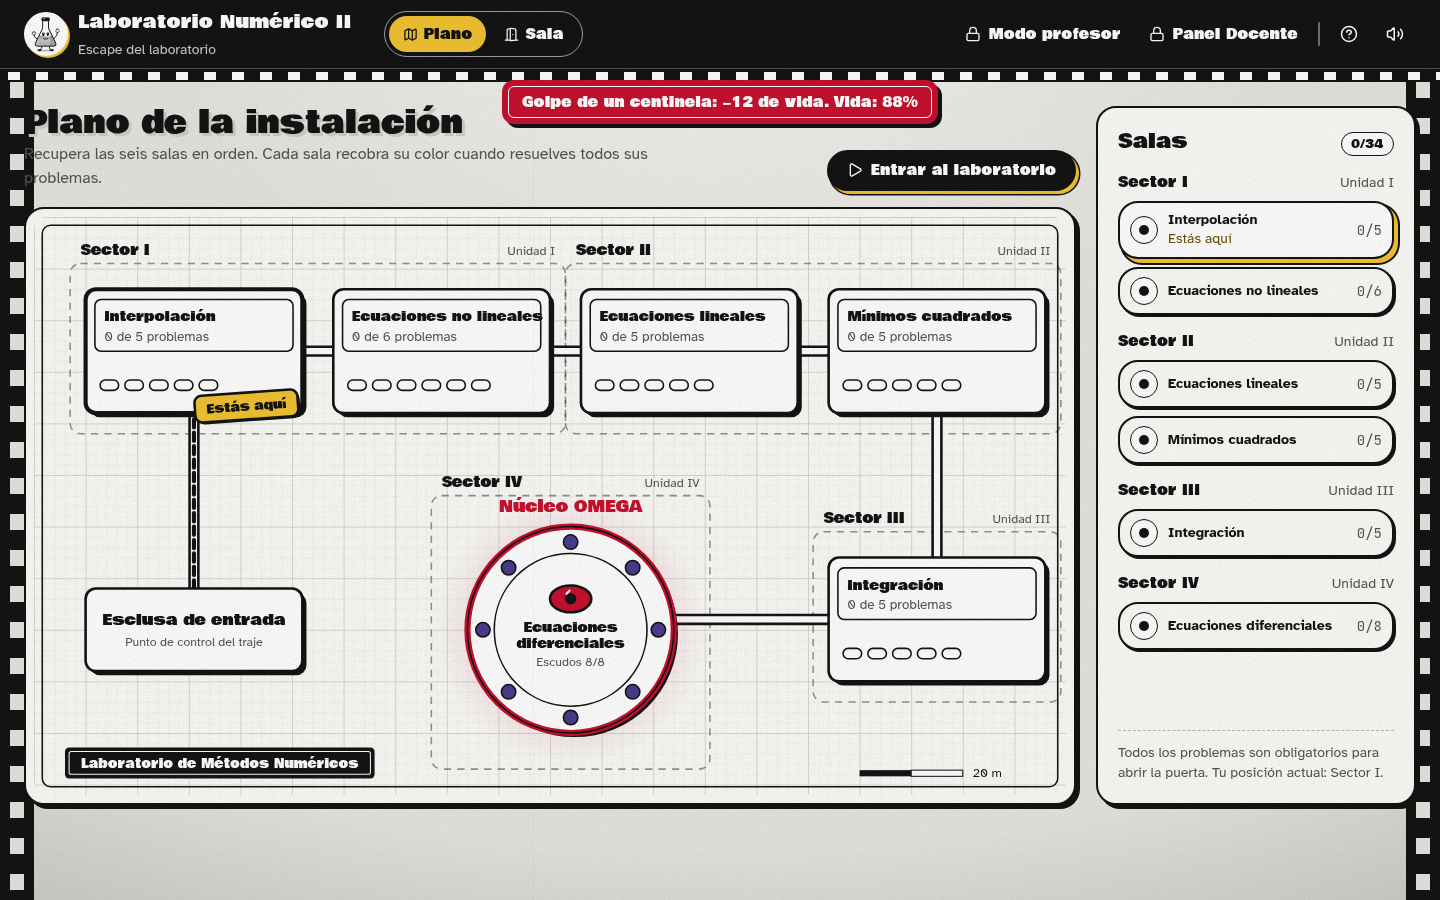 Laboratorio Numérico II
Escape del laboratorio
Plano
Sala
Modo profesor
Panel Docente
Golpe de un centinela: −12 de vida. Vida: 88%
Plano de la instalación
Recupera las seis salas en orden. Cada sala recobra su color cuando resuelves todos sus
problemas.
Entrar al laboratorio
Sector I
Unidad I
Sector II
Unidad II
Interpolación
0 de 5 problemas
Ecuaciones no lineales
0 de 6 problemas
Ecuaciones lineales
0 de 5 problemas
Mínimos cuadrados
0 de 5 problemas
Estás aquí
Sector IV
Unidad IV
Núcleo OMEGA
Ecuaciones
diferenciales
Escudos 8/8
Sector III
Unidad III
Integración
0 de 5 problemas
Esclusa de entrada
Punto de control del traje
Laboratorio de Métodos Numéricos
20 m
Salas
0/34
Sector I
Unidad I
Interpolación
Estás aquí
0/5
Ecuaciones no lineales
0/6
Sector II
Unidad II
Ecuaciones lineales
0/5
Mínimos cuadrados
0/5
Sector III
Unidad III
Integración
0/5
Sector IV
Unidad IV
Ecuaciones diferenciales
0/8
Todos los problemas son obligatorios para
abrir la puerta. Tu posición actual: Sector I.